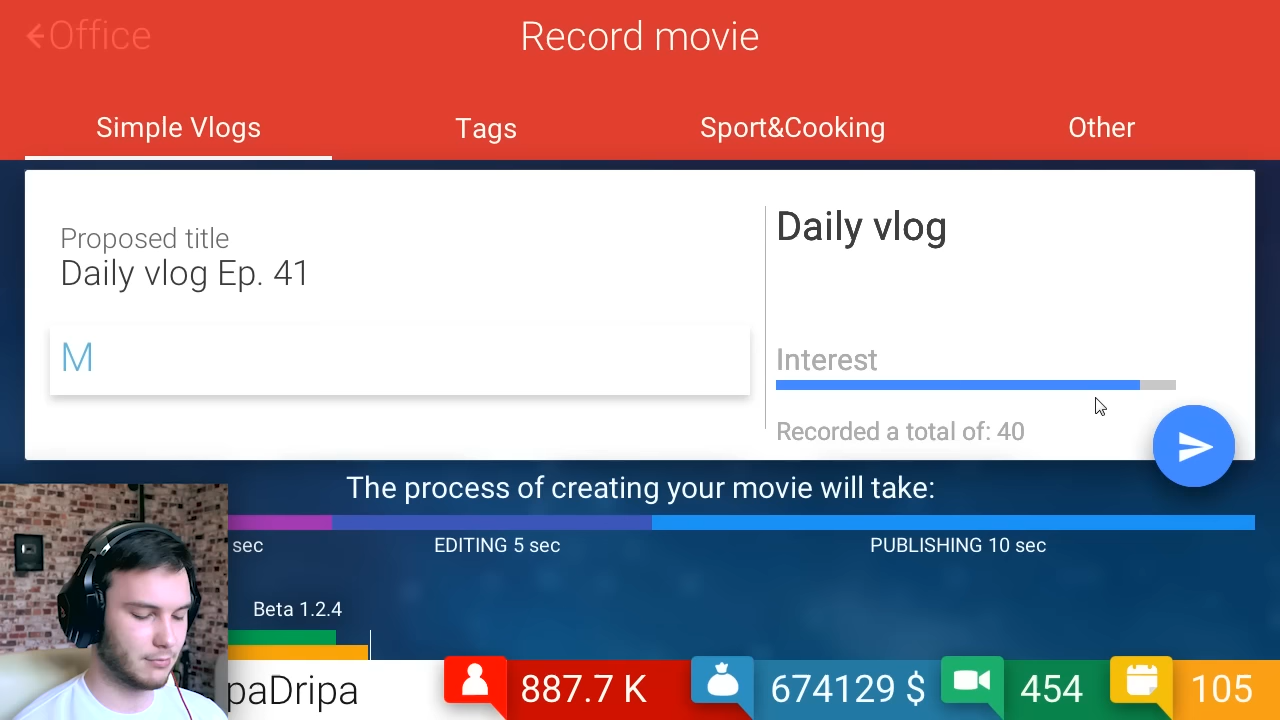 Office
Record movie
Simple Vlogs
Tags
Sport&Cooking
Other
Proposed title
Daily vlog Ep. 41
M
Daily vlog
Interest
Recorded a total of: 40
The process of creating your movie will take:
sec
EDITING 5 sec
PUBLISHING 10 sec
Beta 1.2.4
paDripa
887.7 K
674129 $
454
105